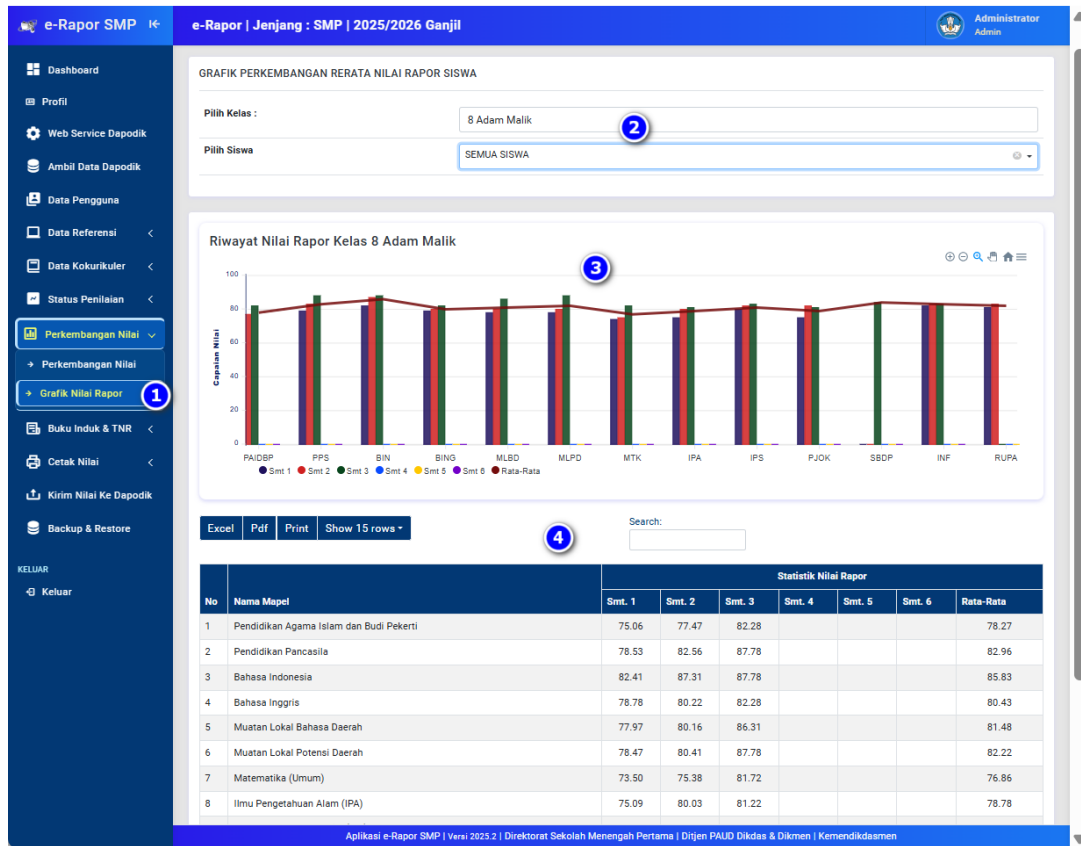 e-Rapor SMP
e-Rapor | Jenjang : SMP | 2025/2026 Ganjil
Administrator
Admin
Dashboard
Profil
Web Service Dapodik
Ambil Data Dapodik
Data Pengguna
Data Referensi
Data Kokurikuler
Status Penilaian
Perkembangan Nilai
Perkembangan Nilai
Grafik Nilai Rapor
1
Buku Induk & TNR
Cetak Nilai
Kirim Nilai Ke Dapodik
Backup & Restore
KELUAR
Keluar
GRAFIK PERKEMBANGAN RERATA NILAI RAPOR SISWA
Pilih Kelas :
8 Adam Malik
2
Pilih Siswa
SEMUA SISWA
Riwayat Nilai Rapor Kelas 8 Adam Malik
3
Capaian Nilai
100
80
60
40
20
0
PAIDBP PPS BIN BING MLBD MLPD MTK IPA IPS PJOK SBDP INF RUPA
Smt 1 Smt 2 Smt 3 Smt 4 Smt 5 Smt 6 Rata-Rata
Excel Pdf Print Show 15 rows
4
Search:
No Nama Mapel Statistik Nilai Rapor
Smt. 1 Smt. 2 Smt. 3 Smt. 4 Smt. 5 Smt. 6 Rata-Rata
1 Pendidikan Agama Islam dan Budi Pekerti 75.06 77.47 82.28 78.27
2 Pendidikan Pancasila 78.53 82.56 87.78 82.96
3 Bahasa Indonesia 82.41 87.31 87.78 85.83
4 Bahasa Inggris 78.78 80.22 82.28 80.43
5 Muatan Lokal Bahasa Daerah 77.97 80.16 86.31 81.48
6 Muatan Lokal Potensi Daerah 78.47 80.41 87.78 82.22
7 Matematika (Umum) 73.50 75.38 81.72 76.86
8 Ilmu Pengetahuan Alam (IPA) 75.09 80.03 81.22 78.78
Aplikasi e-Rapor SMP | Versi 2025.2 | Direktorat Sekolah Menengah Pertama | Ditjen PAUD Dikdas & Dikmen | Kemendikdasmen